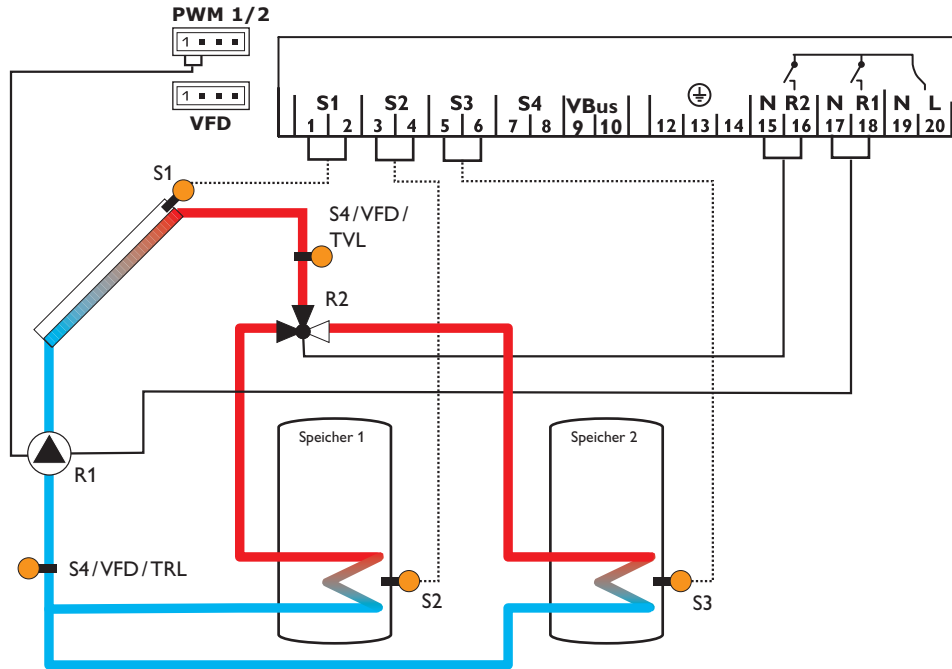 PWM 1/2
1
1
VFD
S1 S2 S3 S4 VBus N R2 N R1 N L
1 2 3 4 5 6 7 8 9 10 12 13 14 15 16 17 18 19 20
S1
S4/VFD/
TVL
R2
Speicher 1
Speicher 2
R1
S4/VFD/TRL
S2
S3